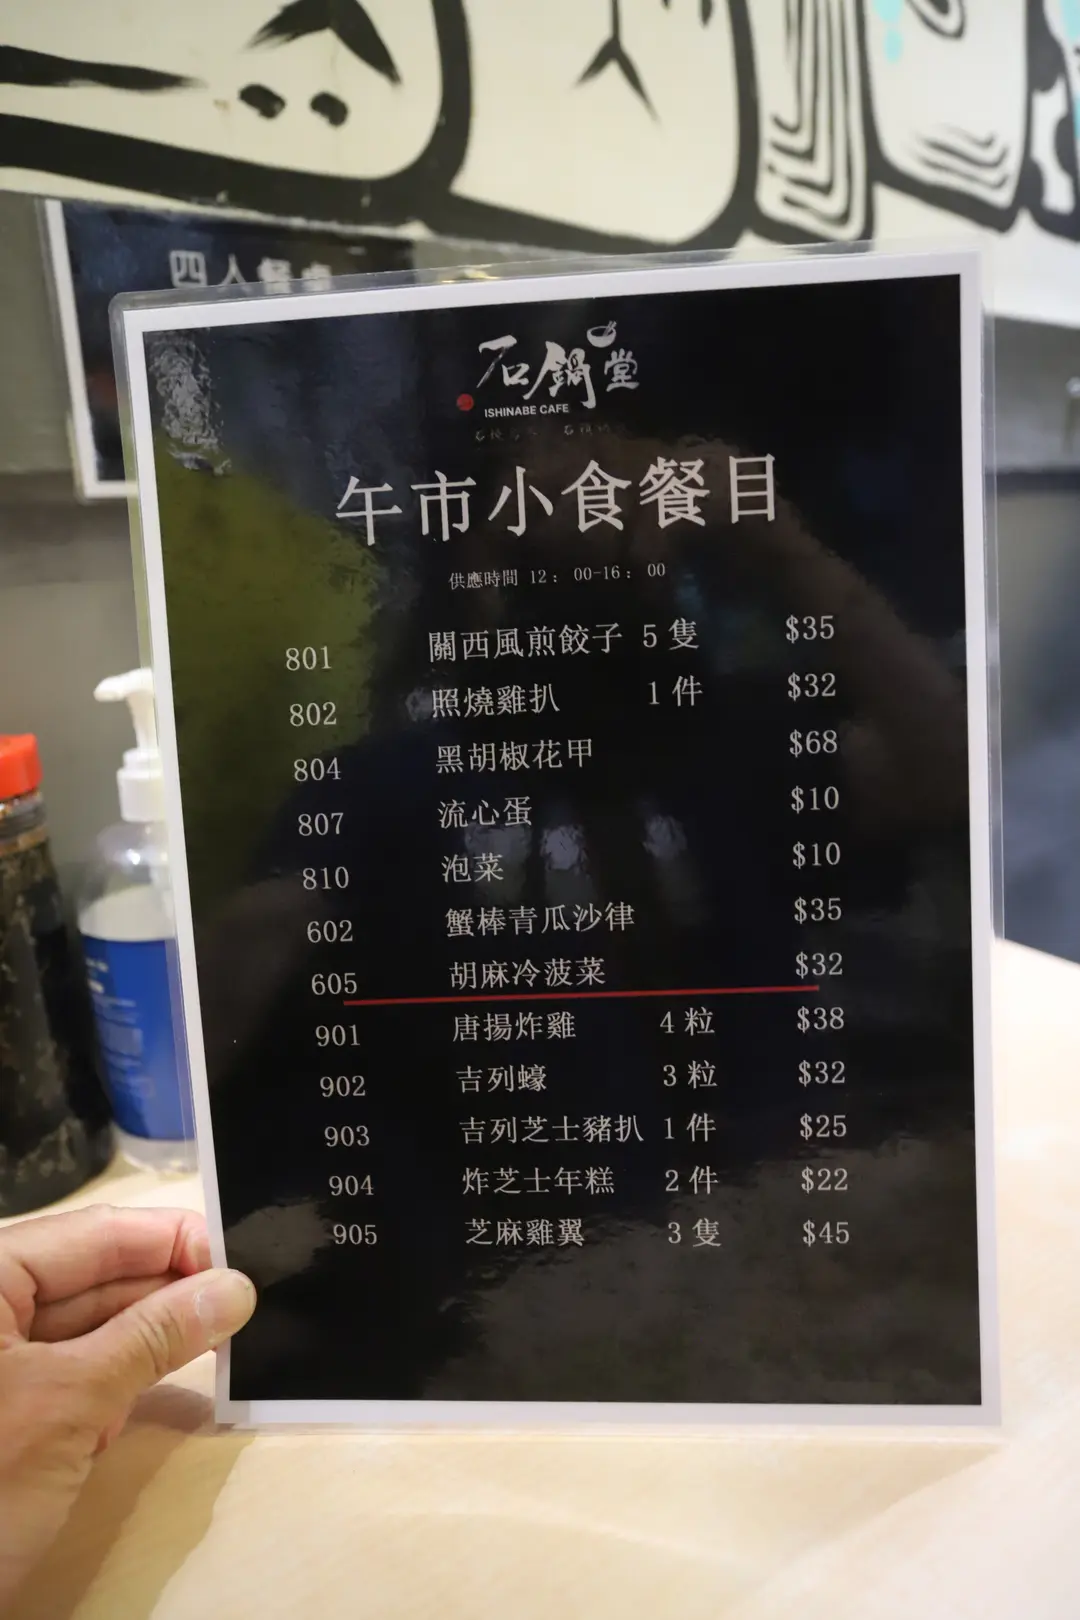 四人餐桌
石鍋堂
ISHINABE CAFE
午市小食餐目
供應時間 12：00-16：00
801 關西風煎餃子 5 隻 $35
802 照燒雞扒 1 件 $32
804 黑胡椒花甲 $68
807 流心蛋 $10
810 泡菜 $10
602 蟹棒青瓜沙律 $35
605 胡麻冷菠菜 $32
901 唐揚炸雞 4 粒 $38
902 吉列蠔 3 粒 $32
903 吉列芝士豬扒 1 件 $25
904 炸芝士年糕 2 件 $22
905 芝麻雞翼 3 隻 $45